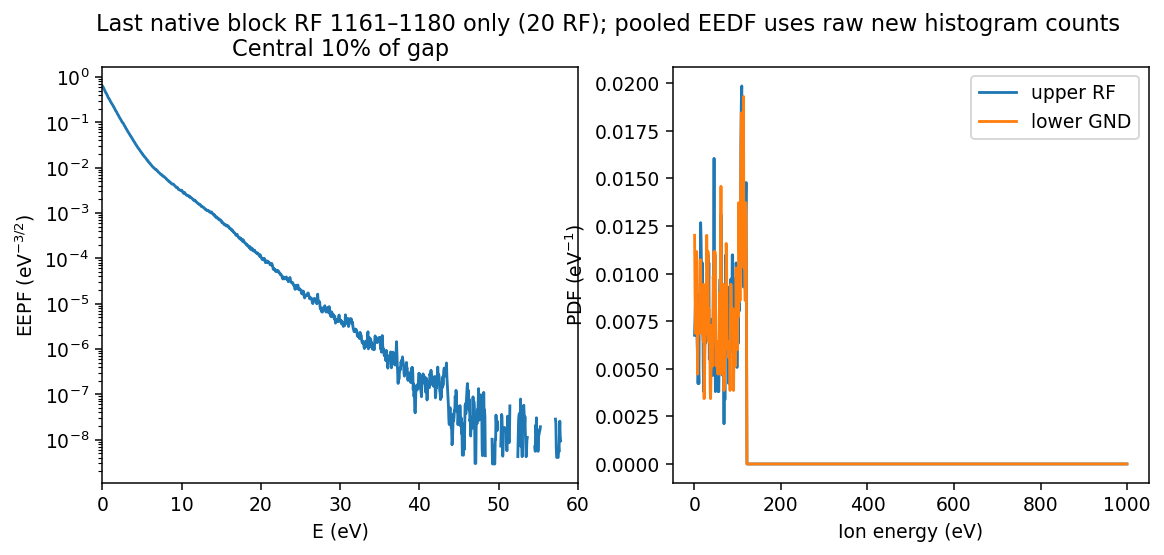 Last native block RF 1161–1180 only (20 RF); pooled EEDF uses raw new histogram counts
Central 10% of gap
EEPF (eV⁻³ᐟ²)
10⁰
10⁻¹
10⁻²
10⁻³
10⁻⁴
10⁻⁵
10⁻⁶
10⁻⁷
10⁻⁸
0 10 20 30 40 50 60
E (eV)
PDF (eV⁻¹)
0.0200
0.0175
0.0150
0.0125
0.0100
0.0075
0.0050
0.0025
0.0000
upper RF
lower GND
0 200 400 600 800 1000
Ion energy (eV)